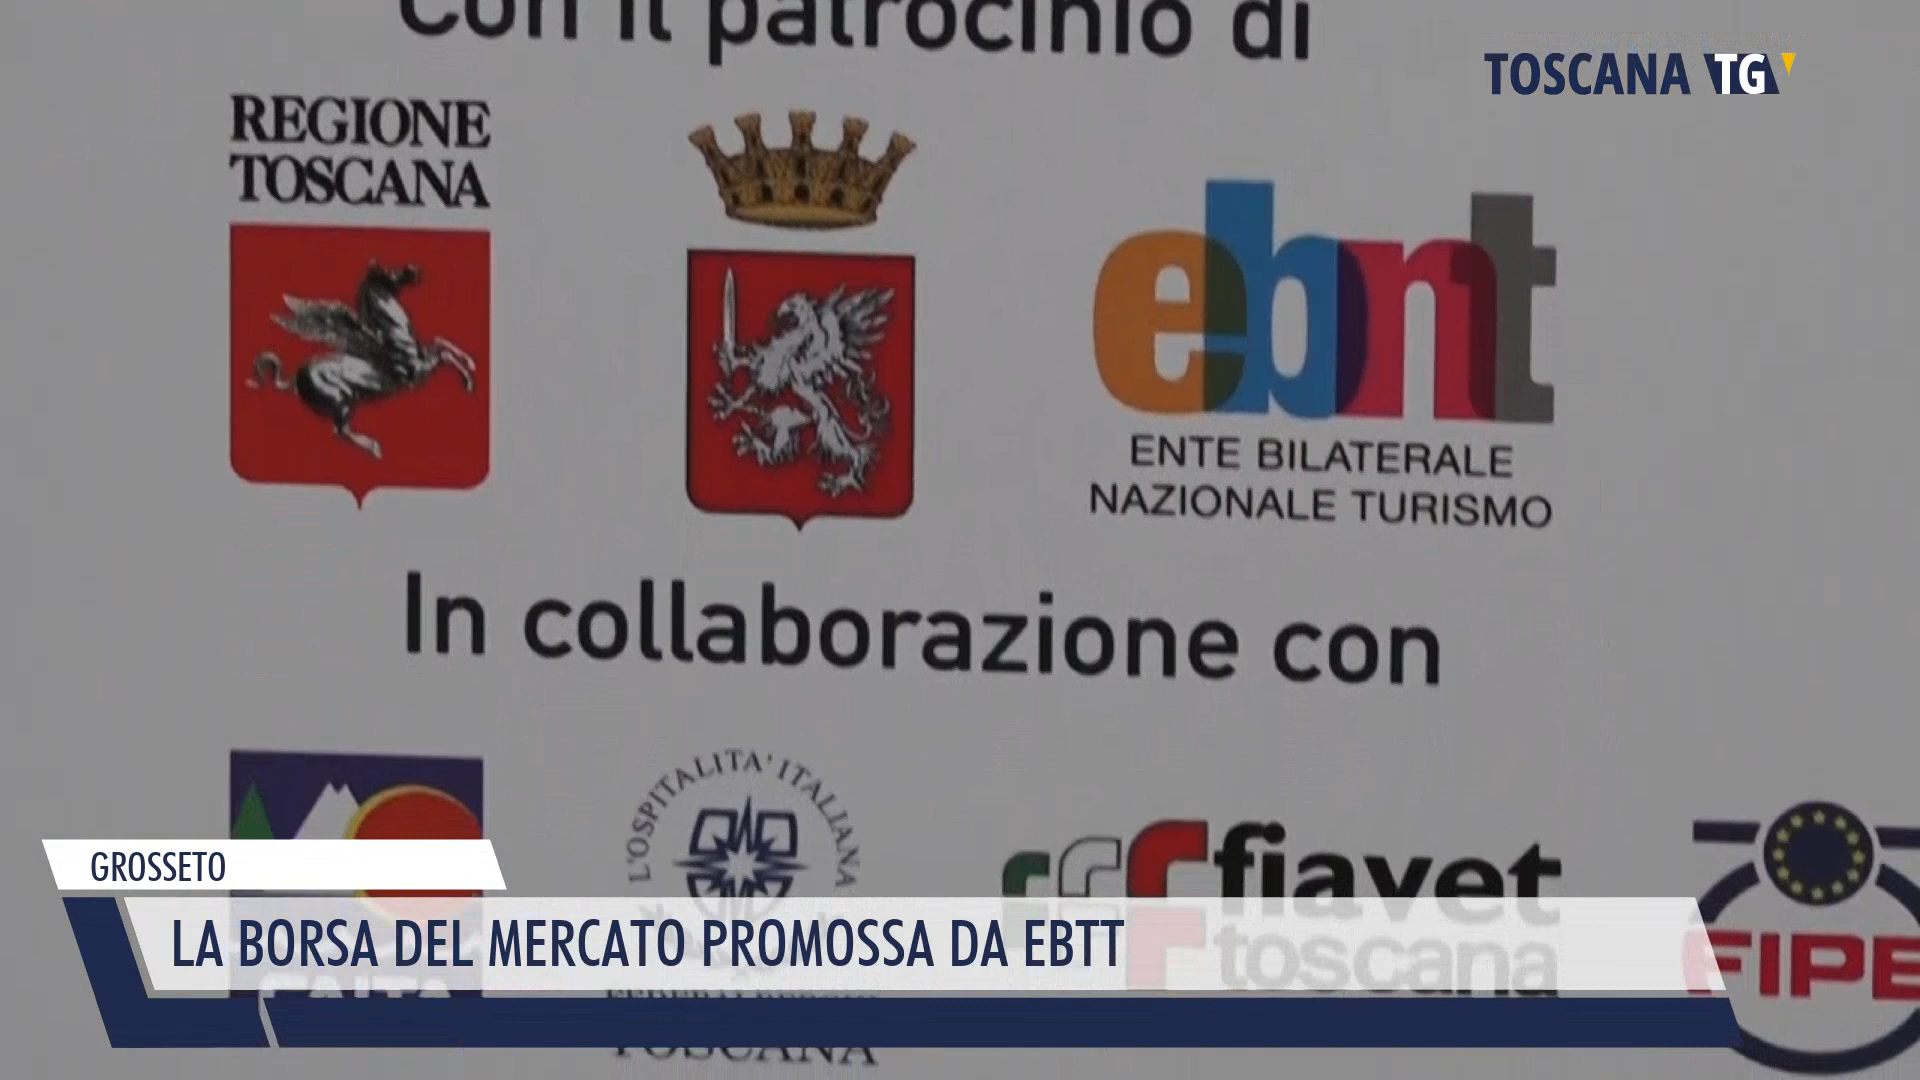 Con il patrocinio di
TOSCANA TG
REGIONE
TOSCANA
ebnt
ENTE BILATERALE
NAZIONALE TURISMO
In collaborazione con
L'OSPITALITA' ITALIANA
fiavet
toscana
FIPE
GROSSETO
LA BORSA DEL MERCATO PROMOSSA DA EBTT
TOSCANA